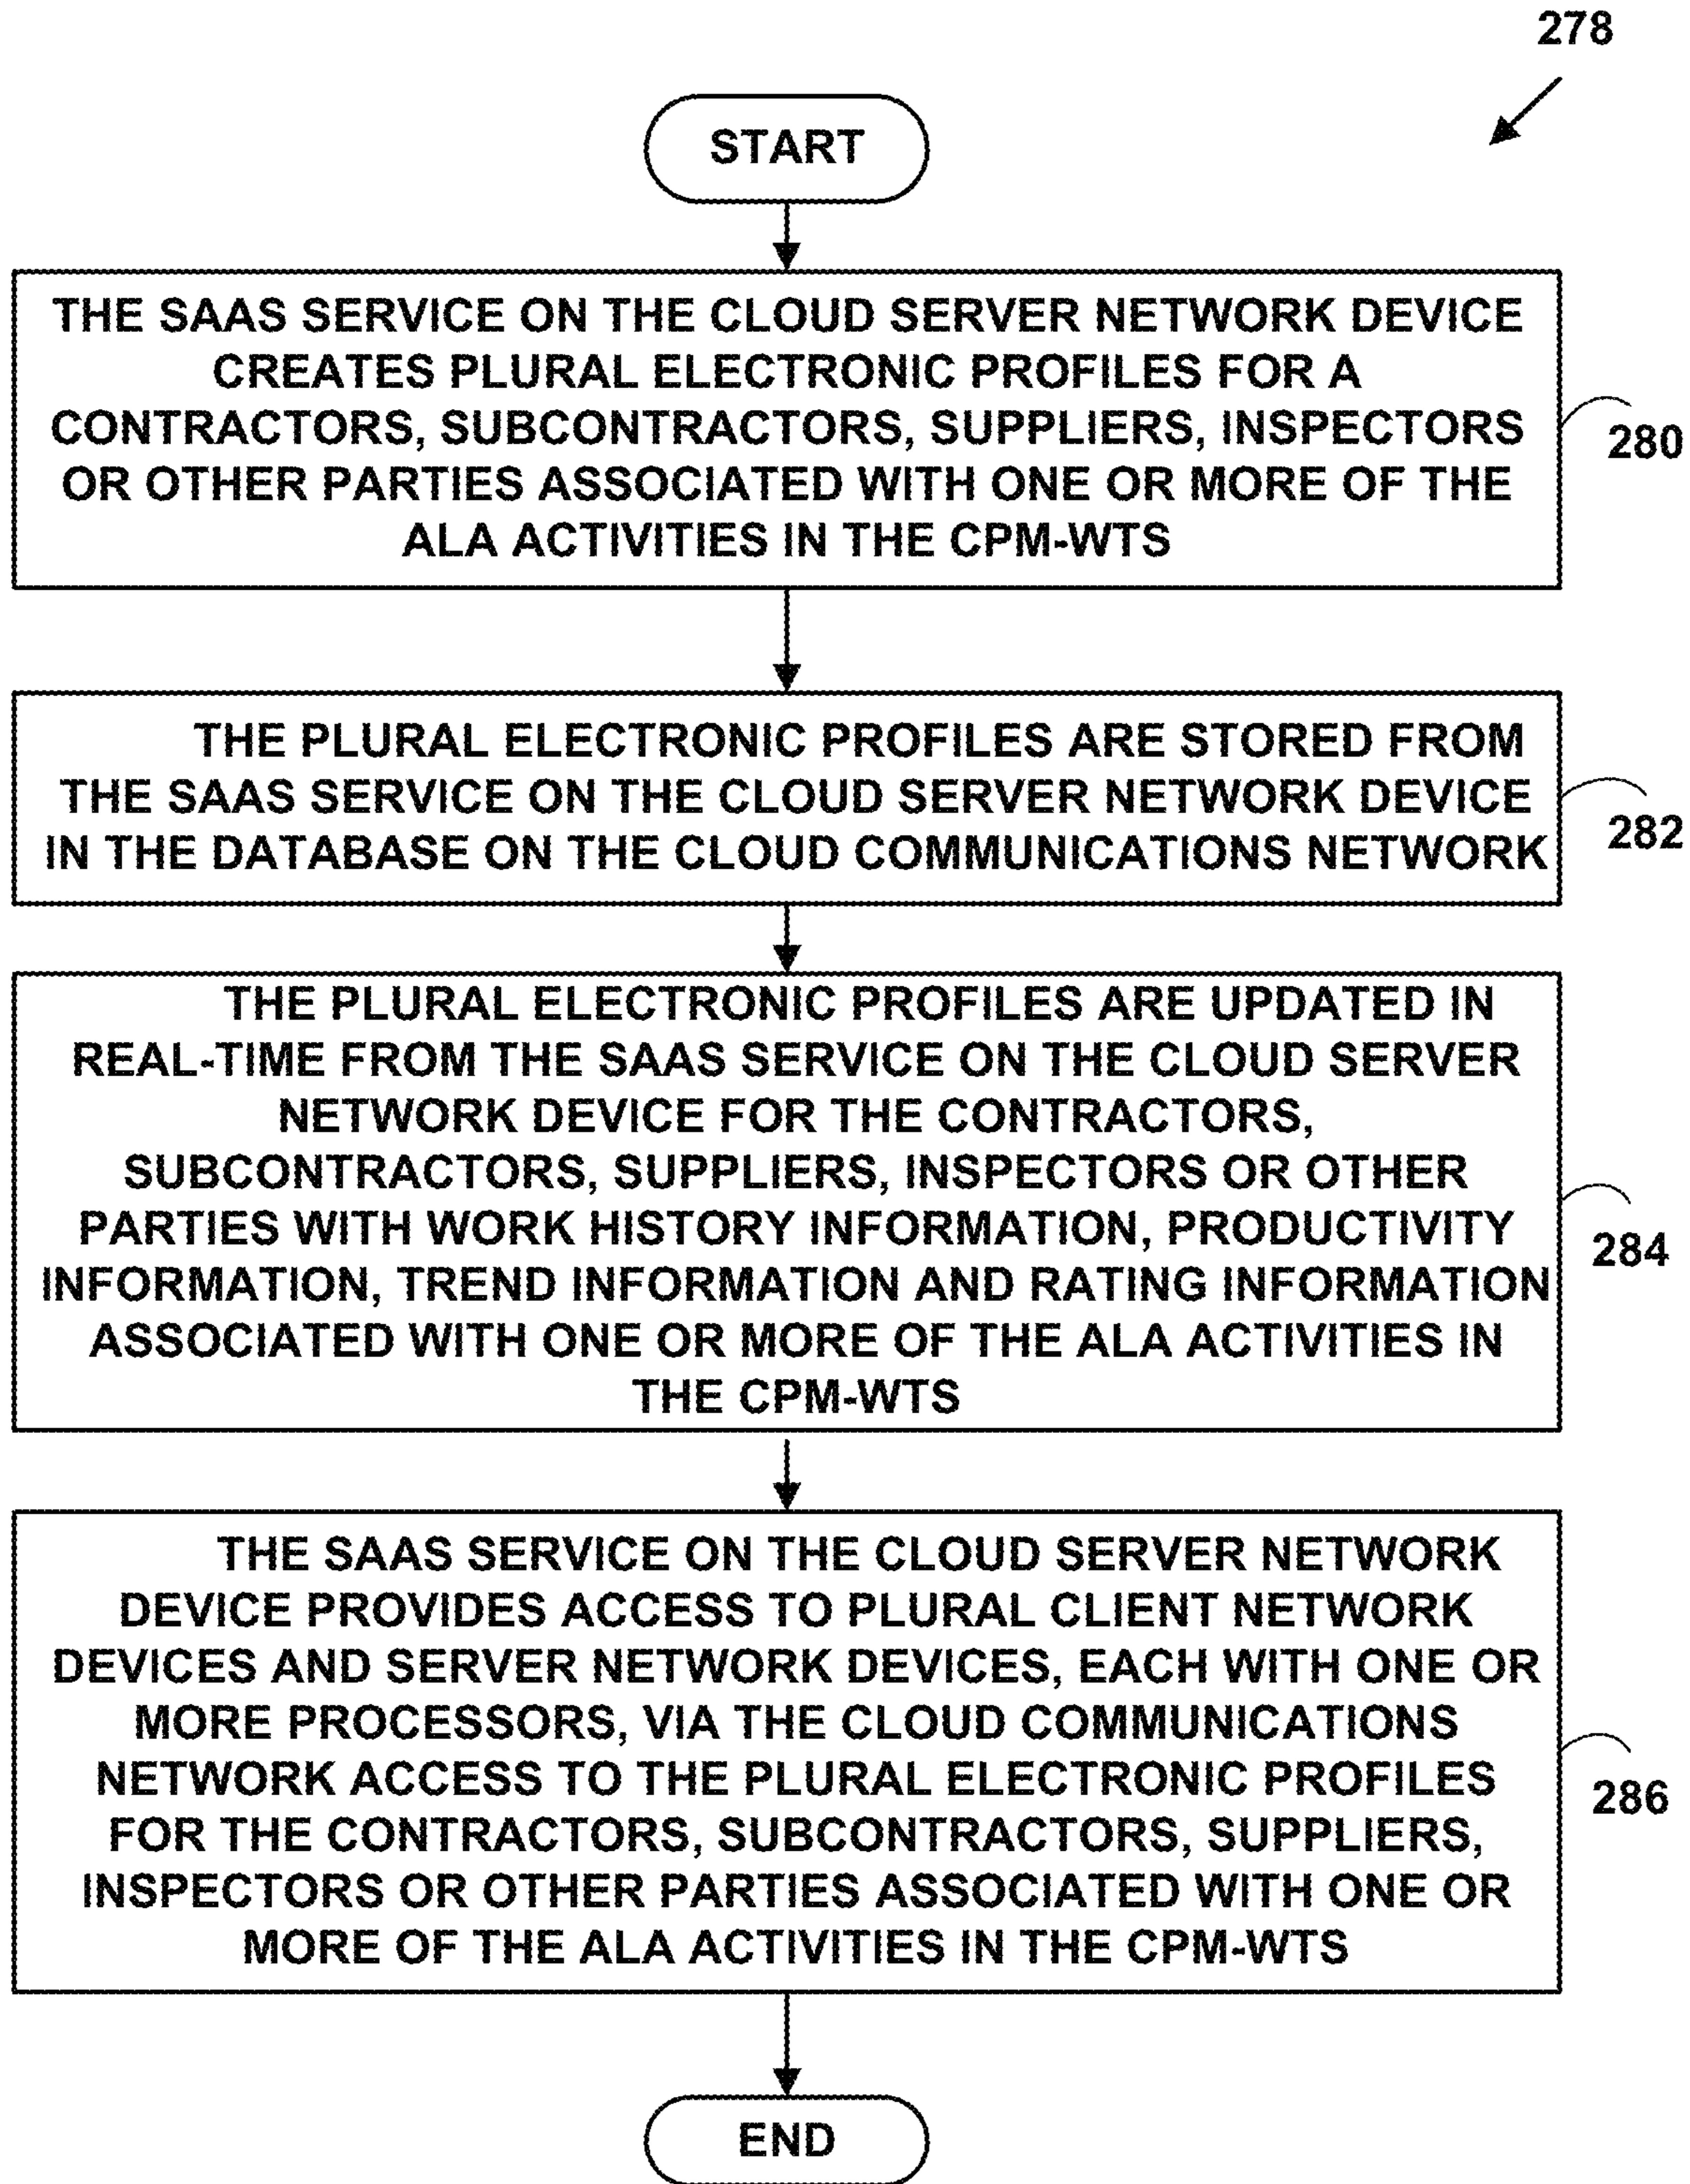 278
START
THE SAAS SERVICE ON THE CLOUD SERVER NETWORK DEVICE
CREATES PLURAL ELECTRONIC PROFILES FOR A
CONTRACTORS, SUBCONTRACTORS, SUPPLIERS, INSPECTORS
OR OTHER PARTIES ASSOCIATED WITH ONE OR MORE OF THE
ALA ACTIVITIES IN THE CPM-WTS
280
THE PLURAL ELECTRONIC PROFILES ARE STORED FROM
THE SAAS SERVICE ON THE CLOUD SERVER NETWORK DEVICE
IN THE DATABASE ON THE CLOUD COMMUNICATIONS NETWORK
282
THE PLURAL ELECTRONIC PROFILES ARE UPDATED IN
REAL-TIME FROM THE SAAS SERVICE ON THE CLOUD SERVER
NETWORK DEVICE FOR THE CONTRACTORS,
SUBCONTRACTORS, SUPPLIERS, INSPECTORS OR OTHER
PARTIES WITH WORK HISTORY INFORMATION, PRODUCTIVITY
INFORMATION, TREND INFORMATION AND RATING INFORMATION
ASSOCIATED WITH ONE OR MORE OF THE ALA ACTIVITIES IN
THE CPM-WTS
284
THE SAAS SERVICE ON THE CLOUD SERVER NETWORK
DEVICE PROVIDES ACCESS TO PLURAL CLIENT NETWORK
DEVICES AND SERVER NETWORK DEVICES, EACH WITH ONE OR
MORE PROCESSORS, VIA THE CLOUD COMMUNICATIONS
NETWORK ACCESS TO THE PLURAL ELECTRONIC PROFILES
FOR THE CONTRACTORS, SUBCONTRACTORS, SUPPLIERS,
INSPECTORS OR OTHER PARTIES ASSOCIATED WITH ONE OR
MORE OF THE ALA ACTIVITIES IN THE CPM-WTS
286
END